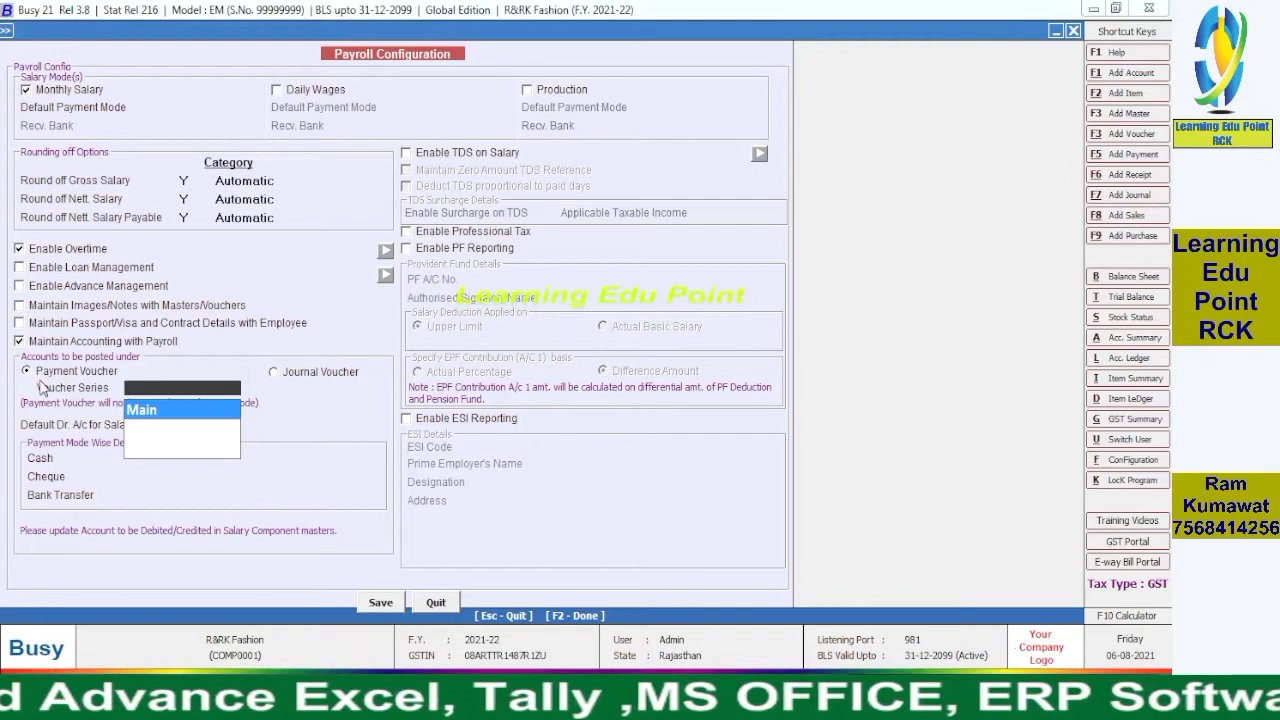 Busy 21 Rel 3.8 | Stat Rel 216 | Model : EM (S.No. 99999999) | BLS upto 31-12-2099 | Global Edition | R&RK Fashion (F.Y. 2021-22)
>>
Payroll Configuration
Payroll Config
Salary Mode(s)
Monthly Salary
Daily Wages
Production
Default Payment Mode
Default Payment Mode
Default Payment Mode
Recv. Bank
Recv. Bank
Recv. Bank
Rounding off Options
Category
Round off Gross Salary Y Automatic
Round off Nett. Salary Y Automatic
Round off Nett. Salary Payable Y Automatic
Enable Overtime
Enable Loan Management
Enable Advance Management
Maintain Images/Notes with Masters/Vouchers
Maintain Passport/Visa and Contract Details with Employee
Maintain Accounting with Payroll
Accounts to be posted under
Payment Voucher
Journal Voucher
Voucher Series
Main
(Payment Voucher will no
Default Dr. A/c for Sala
Payment Mode Wise De
Cash
Cheque
Bank Transfer
Please update Account to be Debited/Credited in Salary Component masters.
Enable TDS on Salary
Maintain Zero Amount TDS Reference
Deduct TDS proportional to paid days
Enable Surcharge on TDS
Applicable Taxable Income
Enable Professional Tax
Enable PF Reporting
Provident Fund Details
PF A/C No.
Learning Edu Point
Salary Deduction Applied on
Actual Basic Salary
Specify EPF Contribution (A/C 1) basis
Actual Percentage
Difference Amount
Note : EPF Contribution A/c 1 amt. will be calculated on differential amt. of PF Deduction
and Pension Fund.
Enable ESI Reporting
ESI Details
ESI Code
Prime Employer's Name
Designation
Address
Save
Quit
[ Esc - Quit ] [ F2 - Done ]
Shortcut Keys
F1 Help
F1 Add Account
F2 Add Item
F3 Add Master
F3 Add Voucher
F5 Add Payment
F6 Add Receipt
F7 Add Journal
F8 Add Sales
F9 Add Purchase
B Balance Sheet
T Trial Balance
S Stock Status
A Acc. Summary
L Acc. Ledger
I Item Summary
D Item LeDger
G GST Summary
U Switch User
F ConFiguration
K LocK Program
Training Videos
GST Portal
E-way Bill Portal
Tax Type : GST
F10 Calculator
Busy
R&RK Fashion
(COMP0001)
F.Y. : 2021-22
GSTIN : 08ARTTR1487R1ZU
User : Admin
State : Rajasthan
Listening Port : 981
BLS Valid Upto : 31-12-2099 (Active)
Your
Company
Logo
Friday
06-08-2021
Learning Edu Point
RCK
Learning
Edu
Point
RCK
Ram
Kumawat
7568414256
d Advance Excel, Tally ,MS OFFICE, ERP Softwa